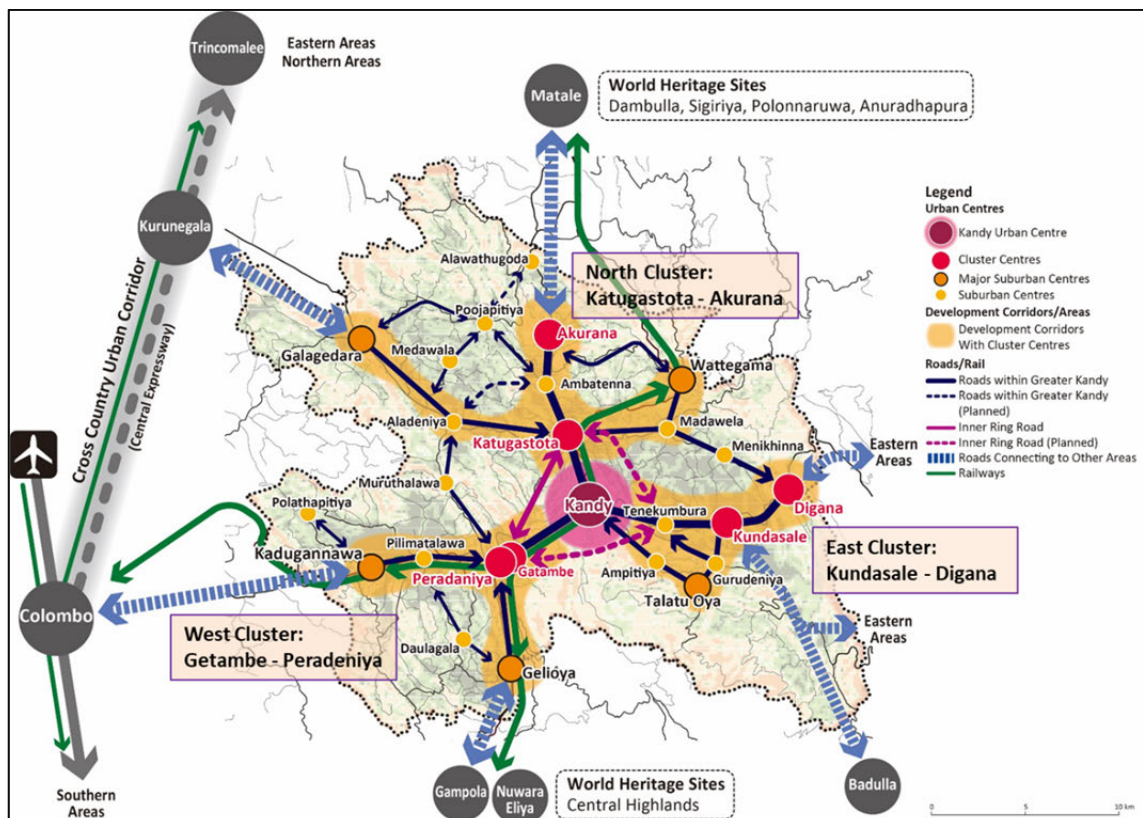 Trincomalee
Eastern Areas
Northern Areas
Matale
World Heritage Sites
Dambulla, Sigiriya, Polonnaruwa, Anuradhapura
Kurunegala
Cross Country Urban Corridor
(Central Expressway)
Legend
Urban Centres
Kandy Urban Centre
Cluster Centres
Major Suburban Centres
Suburban Centres
Development Corridors/Areas
Development Corridors
With Cluster Centres
Roads/Rail
Roads within Greater Kandy
Roads within Greater Kandy
(Planned)
Inner Ring Road
Inner Ring Road (Planned)
Roads Connecting to Other Areas
Railways
Alawathugoda
North Cluster:
Katugastota - Akurana
Poojapitiya
Akurana
Galagedara
Medawala
Wattegama
Ambatenna
Aladeniya
Katugastota
Madawela
Menikhinna
Eastern
Areas
Muruthalawa
Digana
Polathapitiya
Kandy
Tenekumbura
Kundasale
East Cluster:
Kundasale - Digana
Kadugannawa
Pilimatalawa
Peradaniya
Gatambe
Ampitiya
Gurudeniya
Talatu Oya
Colombo
West Cluster:
Getambe - Peradeniya
Daulagala
Gelioya
Eastern
Areas
Southern
Areas
Gampola
Nuwara
Eliya
World Heritage Sites
Central Highlands
Badulla
0 5 10 km